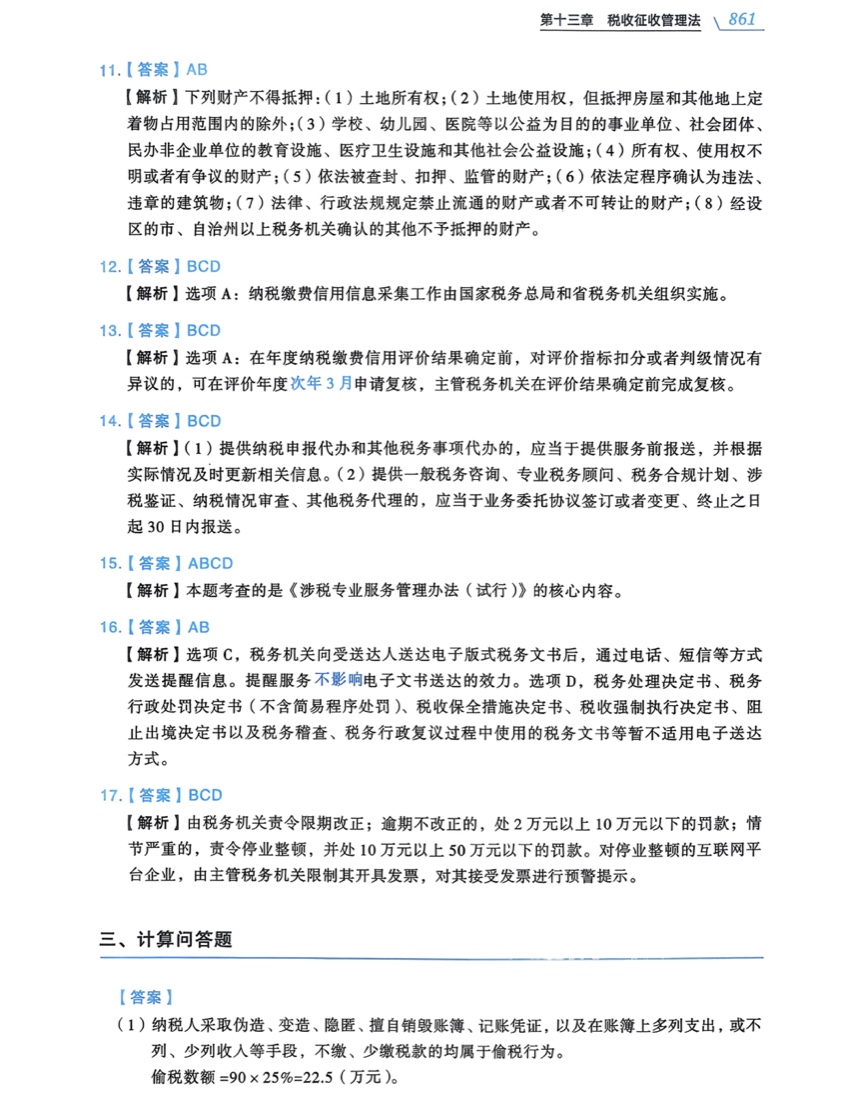 第十三章 税收征收管理法 861
11.【答案】AB
【解析】下列财产不得抵押:(1)土地所有权;(2)土地使用权，但抵押房屋和其他地上定
着物占用范围内的除外;(3)学校、幼儿园、医院等以公益为目的的事业单位、社会团体、
民办非企业单位的教育设施、医疗卫生设施和其他社会公益设施;(4)所有权、使用权不
明或者有争议的财产;(5)依法被查封、扣押、监管的财产;(6)依法定程序确认为违法、
违章的建筑物;(7)法律、行政法规规定禁止流通的财产或者不可转让的财产;(8)经设
区的市、自治州以上税务机关确认的其他不予抵押的财产。
12.【答案】BCD
【解析】选项 A：纳税缴费信用信息采集工作由国家税务总局和省税务机关组织实施。
13.【答案】BCD
【解析】选项 A：在年度纳税缴费信用评价结果确定前，对评价指标扣分或者判级情况有
异议的，可在评价年度次年 3 月申请复核，主管税务机关在评价结果确定前完成复核。
14.【答案】BCD
【解析】(1)提供纳税申报代办和其他税务事项代办的，应当于提供服务前报送，并根据
实际情况及时更新相关信息。(2)提供一般税务咨询、专业税务顾问、税务合规计划、涉
税鉴证、纳税情况审查、其他税务代理的，应当于业务委托协议签订或者变更、终止之日
起 30 日内报送。
15.【答案】ABCD
【解析】本题考查的是《涉税专业服务管理办法（试行）》的核心内容。
16.【答案】AB
【解析】选项 C，税务机关向受送达人送达电子版式税务文书后，通过电话、短信等方式
发送提醒信息。提醒服务不影响电子文书送达的效力。选项 D，税务处理决定书、税务
行政处罚决定书（不含简易程序处罚）、税收保全措施决定书、税收强制执行决定书、阻
止出境决定书以及税务稽查、税务行政复议过程中使用的税务文书等暂不适用电子送达
方式。
17.【答案】BCD
【解析】由税务机关责令限期改正；逾期不改正的，处 2 万元以上 10 万元以下的罚款；情
节严重的，责令停业整顿，并处 10 万元以上 50 万元以下的罚款。对停业整顿的互联网平
台企业，由主管税务机关限制其开具发票，对其接受发票进行预警提示。
三、计算问答题
【答案】
(1)纳税人采取伪造、变造、隐匿、擅自销毁账簿、记账凭证，以及在账簿上多列支出，或不
列、少列收入等手段，不缴、少缴税款的均属于偷税行为。
偷税数额 =90 × 25%=22.5（万元）。